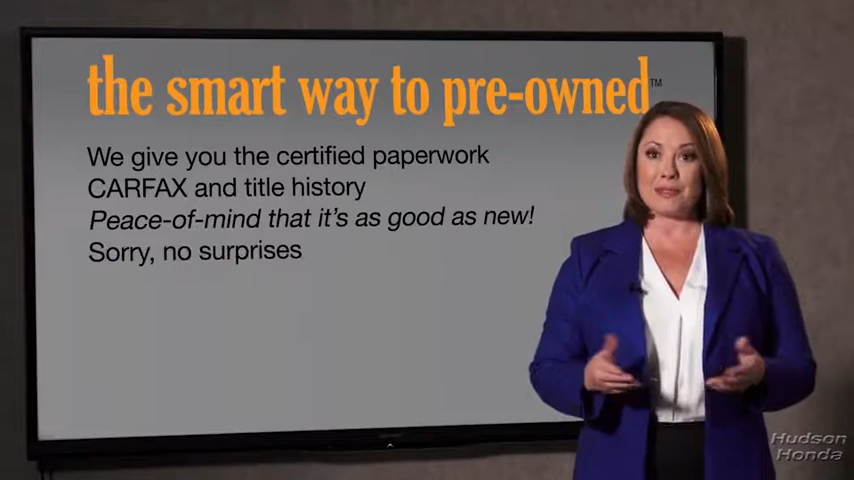 the smart way to pre-owned™
We give you the certified paperwork
CARFAX and title history
Peace-of-mind that it's as good as new!
Sorry, no surprises
Hudson
Honda